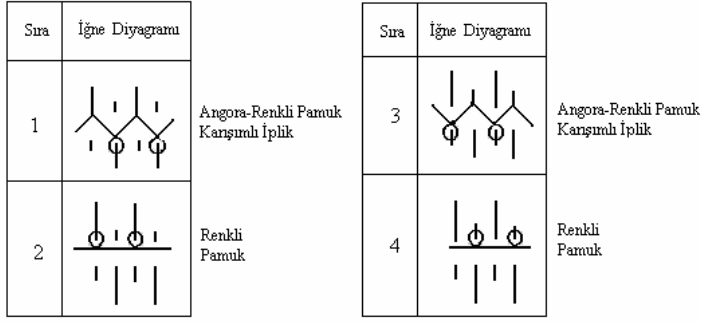 Sıra İğne Diyagramı
1
Angora-Renkli Pamuk
Karışımlı İplik
2
Renkli
Pamuk
Sıra İğne Diyagramı
3
Angora-Renkli Pamuk
Karışımlı İplik
4
Renkli
Pamuk